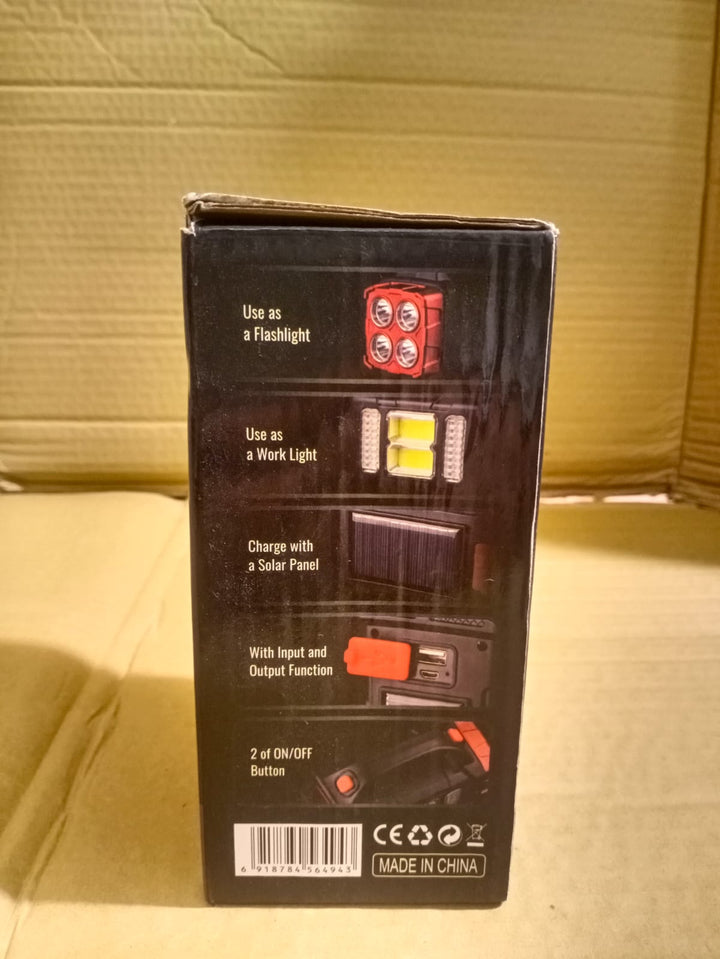 Use as
a Flashlight
Use as
a Work Light
Charge with
a Solar Panel
With Input and
Output Function
2 of ON/OFF
Button
CE
6 918784 564943
MADE IN CHINA